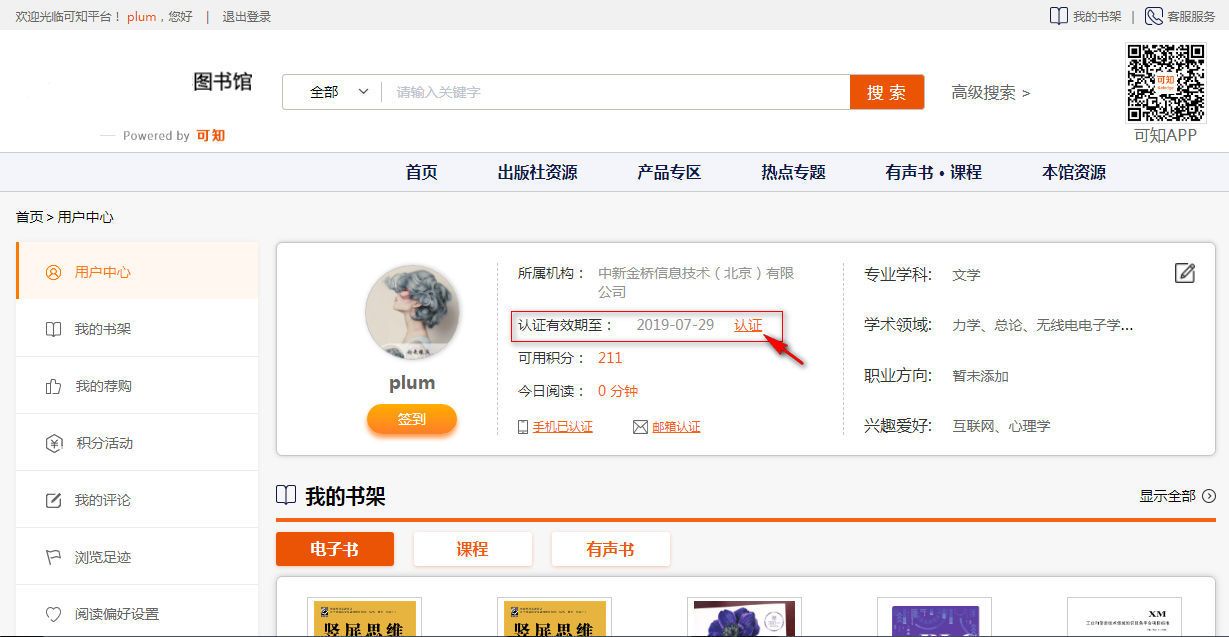 欢迎光临可知平台！ plum，您好 | 退出登录
我的书架 | 客服服务
图书馆
全部 请输入关键字 搜 索 高级搜索 >
可知
Powered by 可知
可知APP
首页 出版社资源 产品专区 热点专题 有声书 • 课程 本馆资源
首页 > 用户中心
用户中心
我的书架
我的荐购
积分活动
我的评论
浏览足迹
阅读偏好设置
plum
签到
所属机构： 中新金桥信息技术（北京）有限
公司
认证有效期至： 2019-07-29 认证
可用积分： 211
今日阅读： 0 分钟
手机已认证 邮箱认证
专业学科: 文学
学术领域: 力学、总论、无线电电子学...
职业方向: 暂未添加
兴趣爱好: 互联网、心理学
我的书架
显示全部
电子书 课程 有声书
竖屏思维
竖屏思维
XM